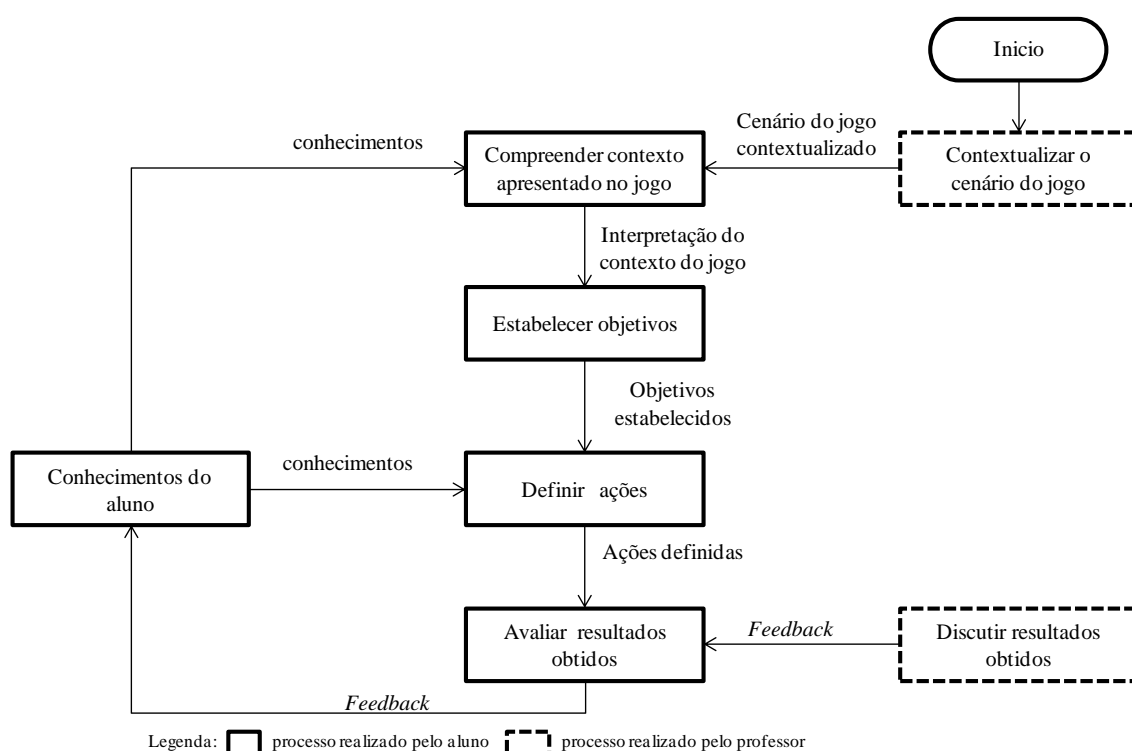 Inicio
conhecimentos
Cenário do jogo
contextualizado
Compreender contexto
apresentado no jogo
Contextualizar o
cenário do jogo
Interpretação do
contexto do jogo
Estabelecer objetivos
Objetivos
estabelecidos
Conhecimentos do
aluno
conhecimentos
Definir ações
Ações definidas
Avaliar resultados
obtidos
Feedback
Discutir resultados
obtidos
Feedback
Legenda: processo realizado pelo aluno processo realizado pelo professor